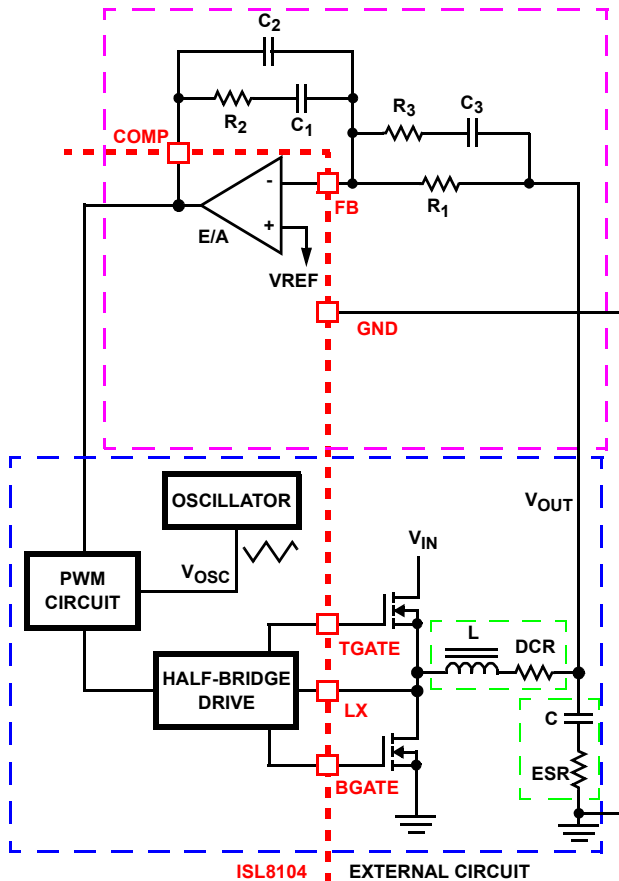 C2
R2
C1
R3
C3
COMP
-
+
E/A
FB
R1
VREF
GND
OSCILLATOR
VOUT
VIN
PWM
CIRCUIT
VOSC
TGATE
L
DCR
HALF-BRIDGE
DRIVE
LX
C
ESR
BGATE
ISL8104
EXTERNAL CIRCUIT